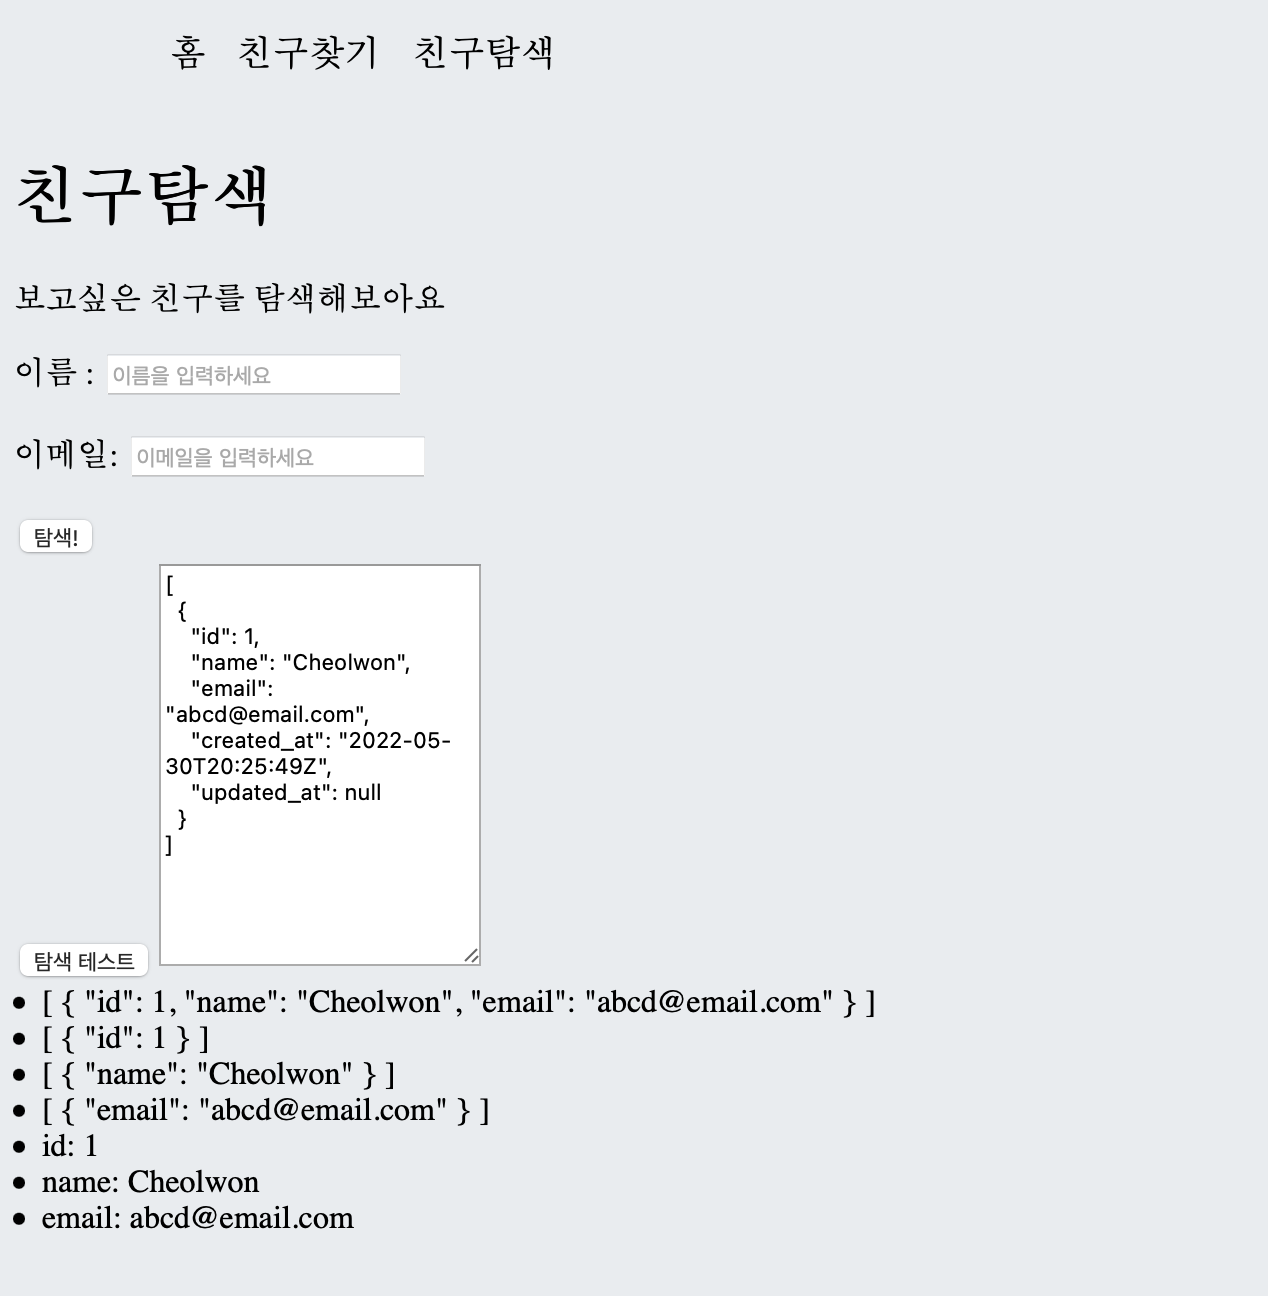 홈 친구찾기 친구탐색
친구탐색
보고싶은 친구를 탐색해보아요
이름 : 이름을 입력하세요
이메일: 이메일을 입력하세요
탐색!
[
{
"id": 1,
"name": "Cheolwon",
"email":
"abcd@email.com",
"created_at": "2022-05-
30T20:25:49Z",
"updated_at": null
}
]
탐색 테스트
• [ { "id": 1, "name": "Cheolwon", "email": "abcd@email.com" } ]
• [ { "id": 1 } ]
• [ { "name": "Cheolwon" } ]
• [ { "email": "abcd@email.com" } ]
• id: 1
• name: Cheolwon
• email: abcd@email.com